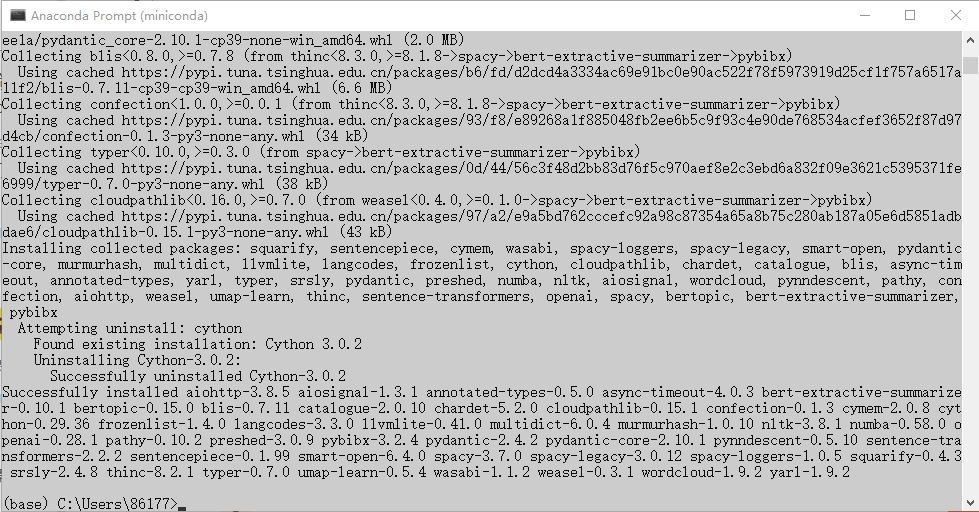 Anaconda Prompt (miniconda)
ee1a/pydantic_core-2.10.1-cp39-none-win_amd64.whl (2.0 MB)
Collecting blis<0.8.0,>=0.7.8 (from thinc<8.3.0,>=8.1.8->spacy->bert-extractive-summarizer->pybibx)
  Using cached https://pypi.tuna.tsinghua.edu.cn/packages/b6/fd/d2dcd4a3334ac69e91bc0e90ac522f78f5973919d25cf1f757a6517a
11f2/blis-0.7.11-cp39-cp39-win_amd64.whl (6.6 MB)
Collecting confection<1.0.0,>=0.0.1 (from thinc<8.3.0,>=8.1.8->spacy->bert-extractive-summarizer->pybibx)
  Using cached https://pypi.tuna.tsinghua.edu.cn/packages/93/f8/e89268a1f885048fb2ee6b5c9f93c4e90de768534acfef3652f87d97
d4cb/confection-0.1.3-py3-none-any.whl (34 kB)
Collecting typer<0.10.0,>=0.3.0 (from spacy->bert-extractive-summarizer->pybibx)
  Using cached https://pypi.tuna.tsinghua.edu.cn/packages/0d/44/56c3f48d2bb83d76f5c970aef8e2c3ebd6a832f09e3621c5395371fe
6999/typer-0.7.0-py3-none-any.whl (38 kB)
Collecting cloudpathlib<0.16.0,>=0.7.0 (from weasel<0.4.0,>=0.1.0->spacy->bert-extractive-summarizer->pybibx)
  Using cached https://pypi.tuna.tsinghua.edu.cn/packages/97/a2/e9a5bd762cccefc92a98c87354a65a8b75c280ab187a05e6d5851adb
dae6/cloudpathlib-0.15.1-py3-none-any.whl (43 kB)
Installing collected packages: squarify, sentencepiece, cymem, wasabi, spacy-loggers, spacy-legacy, smart-open, pydantic
-core, murmurhash, multidict, llvmlite, langcodes, frozenlist, cython, cloudpathlib, chardet, catalogue, blis, async-tim
eout, annotated-types, yarl, typer, srsly, pydantic, preshed, numba, nltk, aiosignal, wordcloud, pynndescent, pathy, con
fection, aiohttp, weasel, umap-learn, thinc, sentence-transformers, openai, spacy, bertopic, bert-extractive-summarizer,
 pybibx
  Attempting uninstall: cython
    Found existing installation: Cython 3.0.2
    Uninstalling Cython-3.0.2:
      Successfully uninstalled Cython-3.0.2
Successfully installed aiohttp-3.8.5 aiosignal-1.3.1 annotated-types-0.5.0 async-timeout-4.0.3 bert-extractive-summarize
r-0.10.1 bertopic-0.15.0 blis-0.7.11 catalogue-2.0.10 chardet-5.2.0 cloudpathlib-0.15.1 confection-0.1.3 cymem-2.0.8 cyt
hon-0.29.36 frozenlist-1.4.0 langcodes-3.3.0 llvmlite-0.41.0 multidict-6.0.4 murmurhash-1.0.10 nltk-3.8.1 numba-0.58.0 o
penai-0.28.1 pathy-0.10.2 preshed-3.0.9 pybibx-3.2.4 pydantic-2.4.2 pydantic-core-2.10.1 pynndescent-0.5.10 sentence-tra
nsformers-2.2.2 sentencepiece-0.1.99 smart-open-6.4.0 spacy-3.7.0 spacy-legacy-3.0.12 spacy-loggers-1.0.5 squarify-0.4.3
 srsly-2.4.8 thinc-8.2.1 typer-0.7.0 umap-learn-0.5.4 wasabi-1.1.2 weasel-0.3.1 wordcloud-1.9.2 yarl-1.9.2
(base) C:\Users\86177>